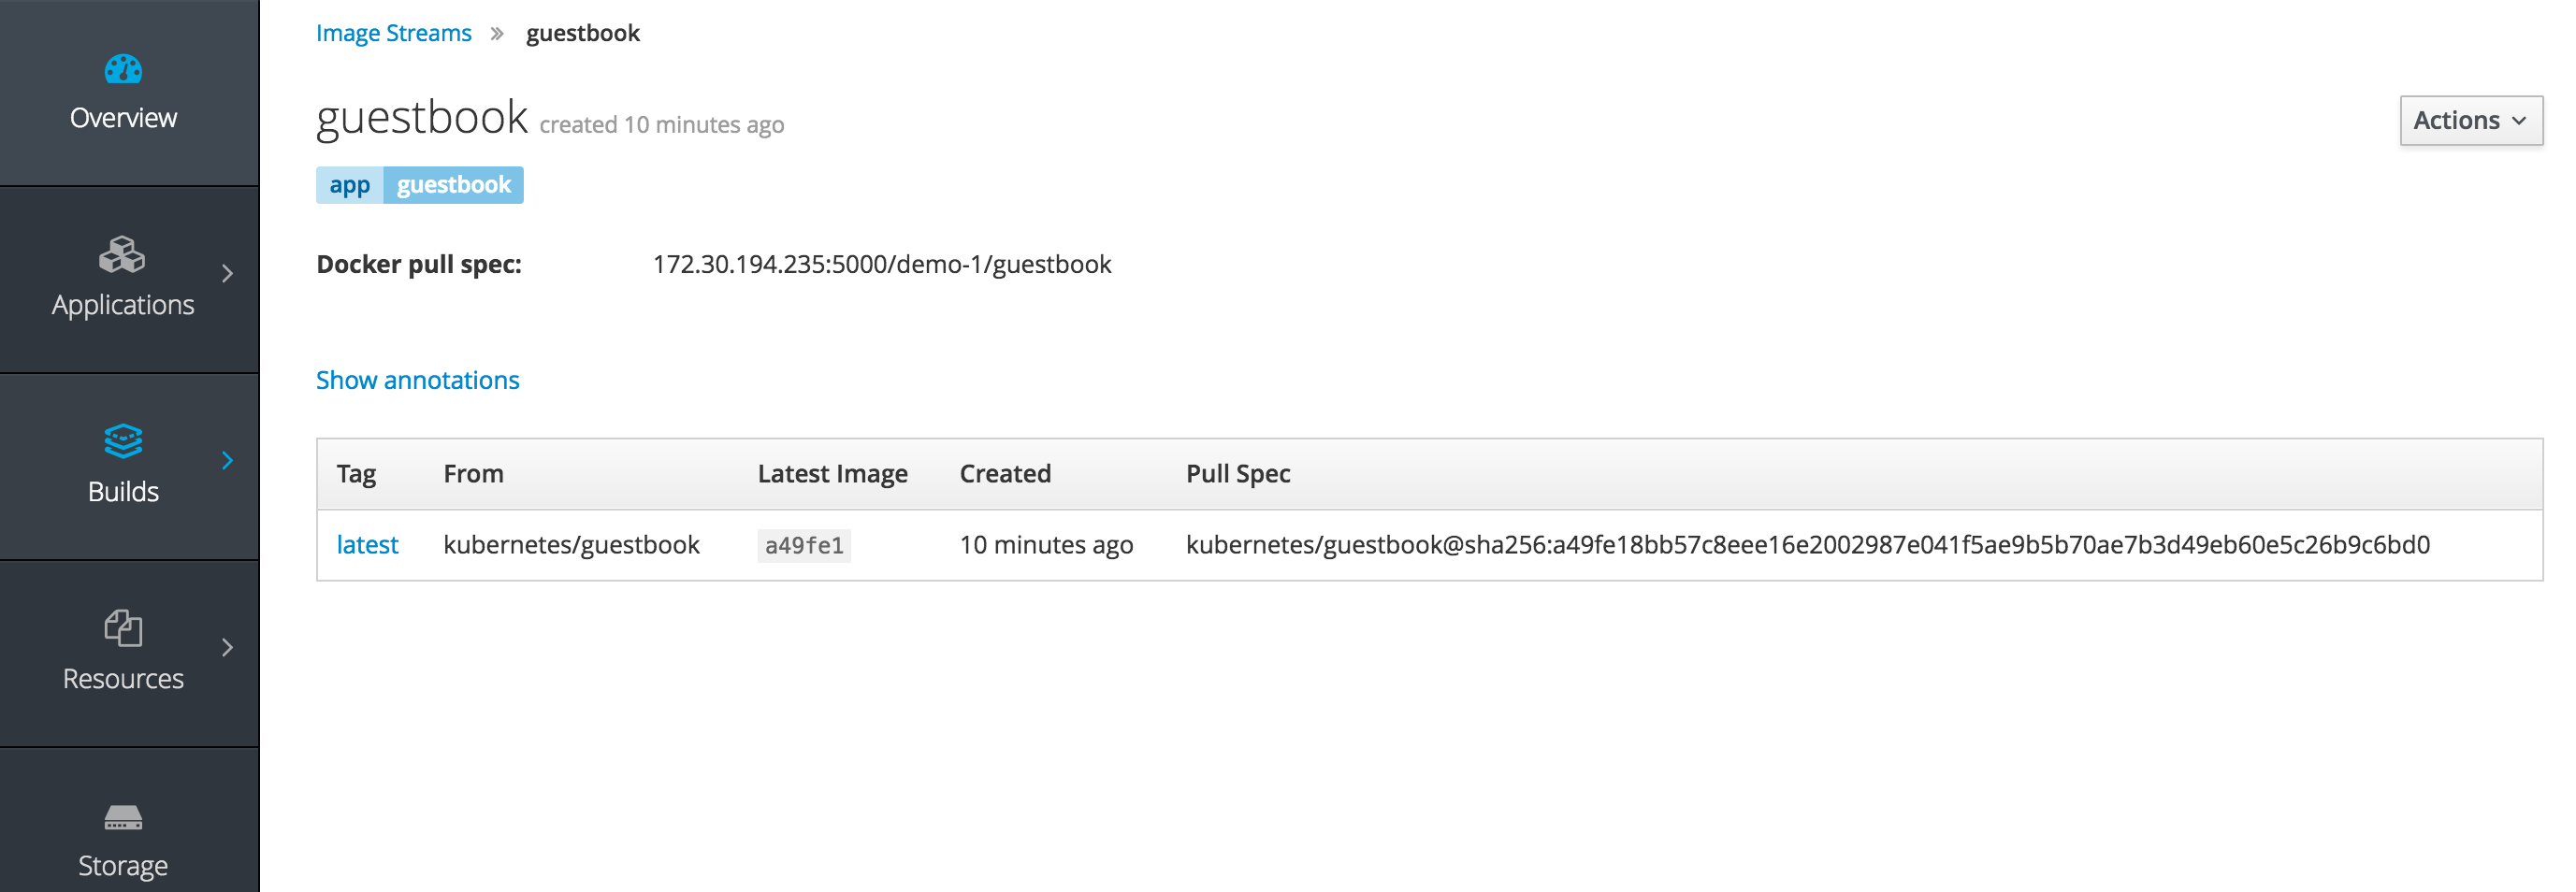 Image Streams » guestbook
guestbook created 10 minutes ago
Actions
app guestbook
Docker pull spec: 172.30.194.235:5000/demo-1/guestbook
Show annotations
Tag From Latest Image Created Pull Spec
latest kubernetes/guestbook a49fe1 10 minutes ago kubernetes/guestbook@sha256:a49fe18bb57c8eee16e2002987e041f5ae9b5b70ae7b3d49eb60e5c26b9c6bd0
Overview
Applications
Builds
Resources
Storage